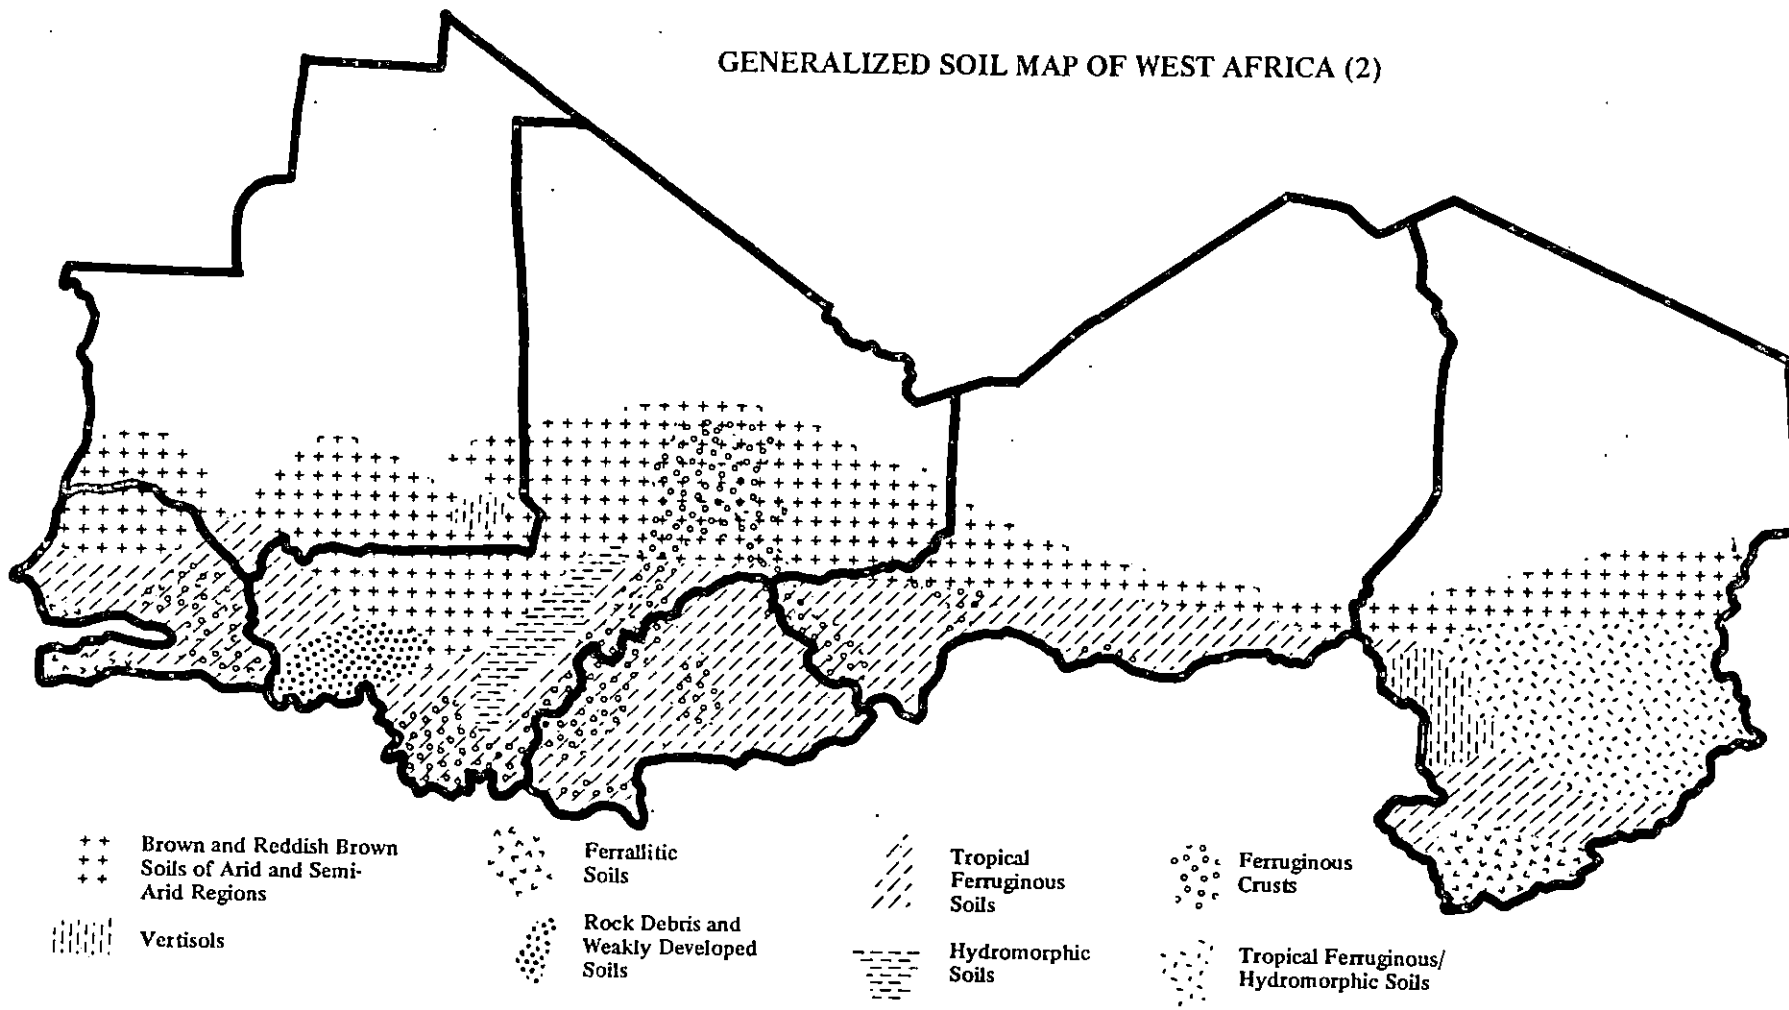 GENERALIZED SOIL MAP OF WEST AFRICA (2)
Brown and Reddish Brown
Soils of Arid and Semi-
Arid Regions
Vertisols
Ferrallitic
Soils
Rock Debris and
Weakly Developed
Soils
Tropical
Ferruginous
Soils
Hydromorphic
Soils
Ferruginous
Crusts
Tropical Ferruginous/
Hydromorphic Soils